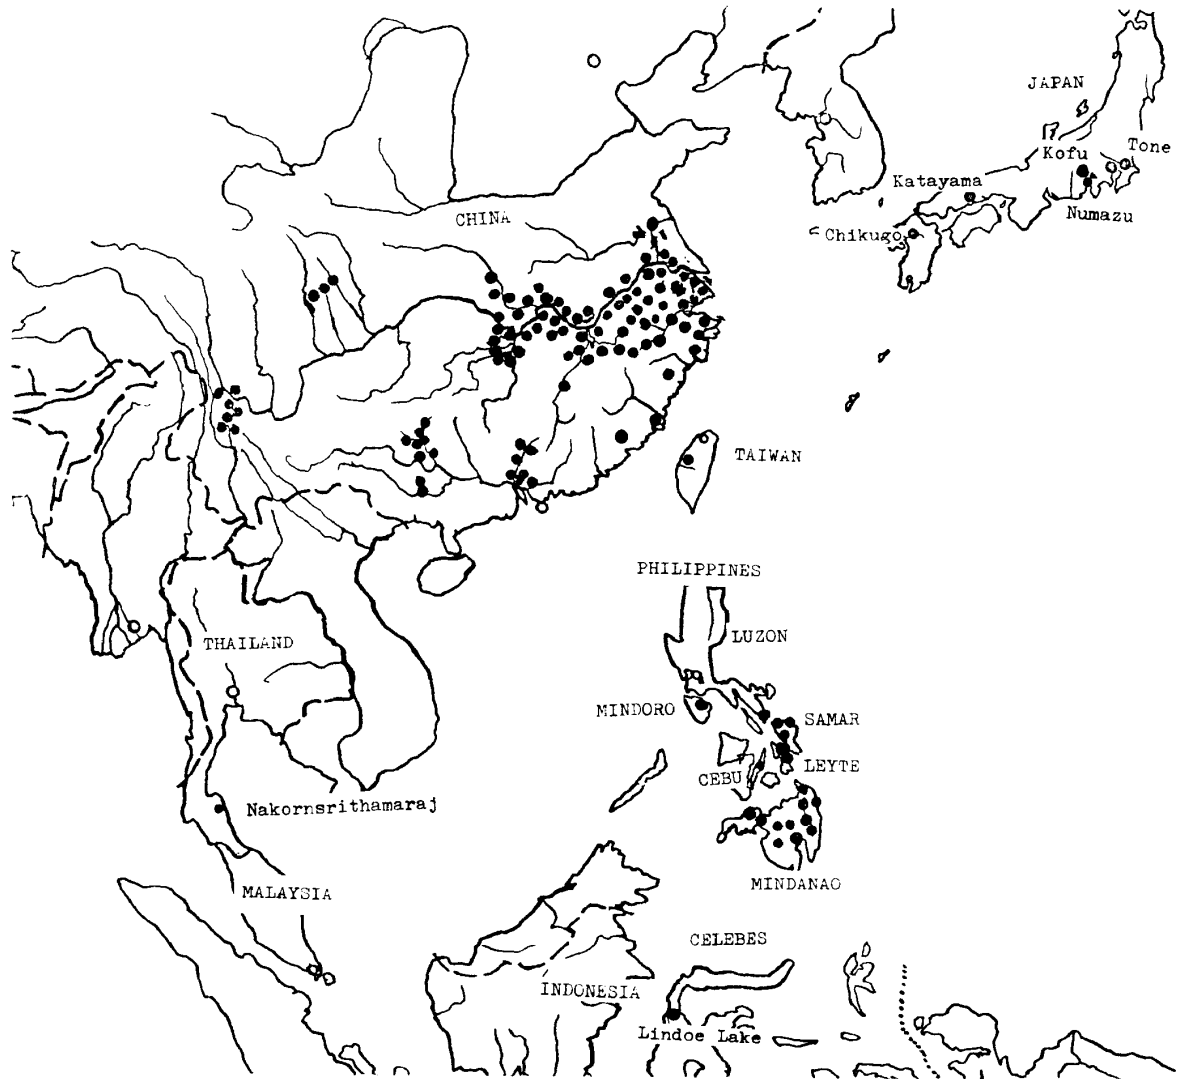 JAPAN
Tone
Kofu
Katayama
Numazu
CHINA
Chikugo
TAIWAN
PHILIPPINES
LUZON
THAILAND
MINDORO
SAMAR
LEYTE
CEBU
Nakornsrithamaraj
MINDANAO
MALAYSIA
CELEBES
INDONESIA
Lindoe Lake